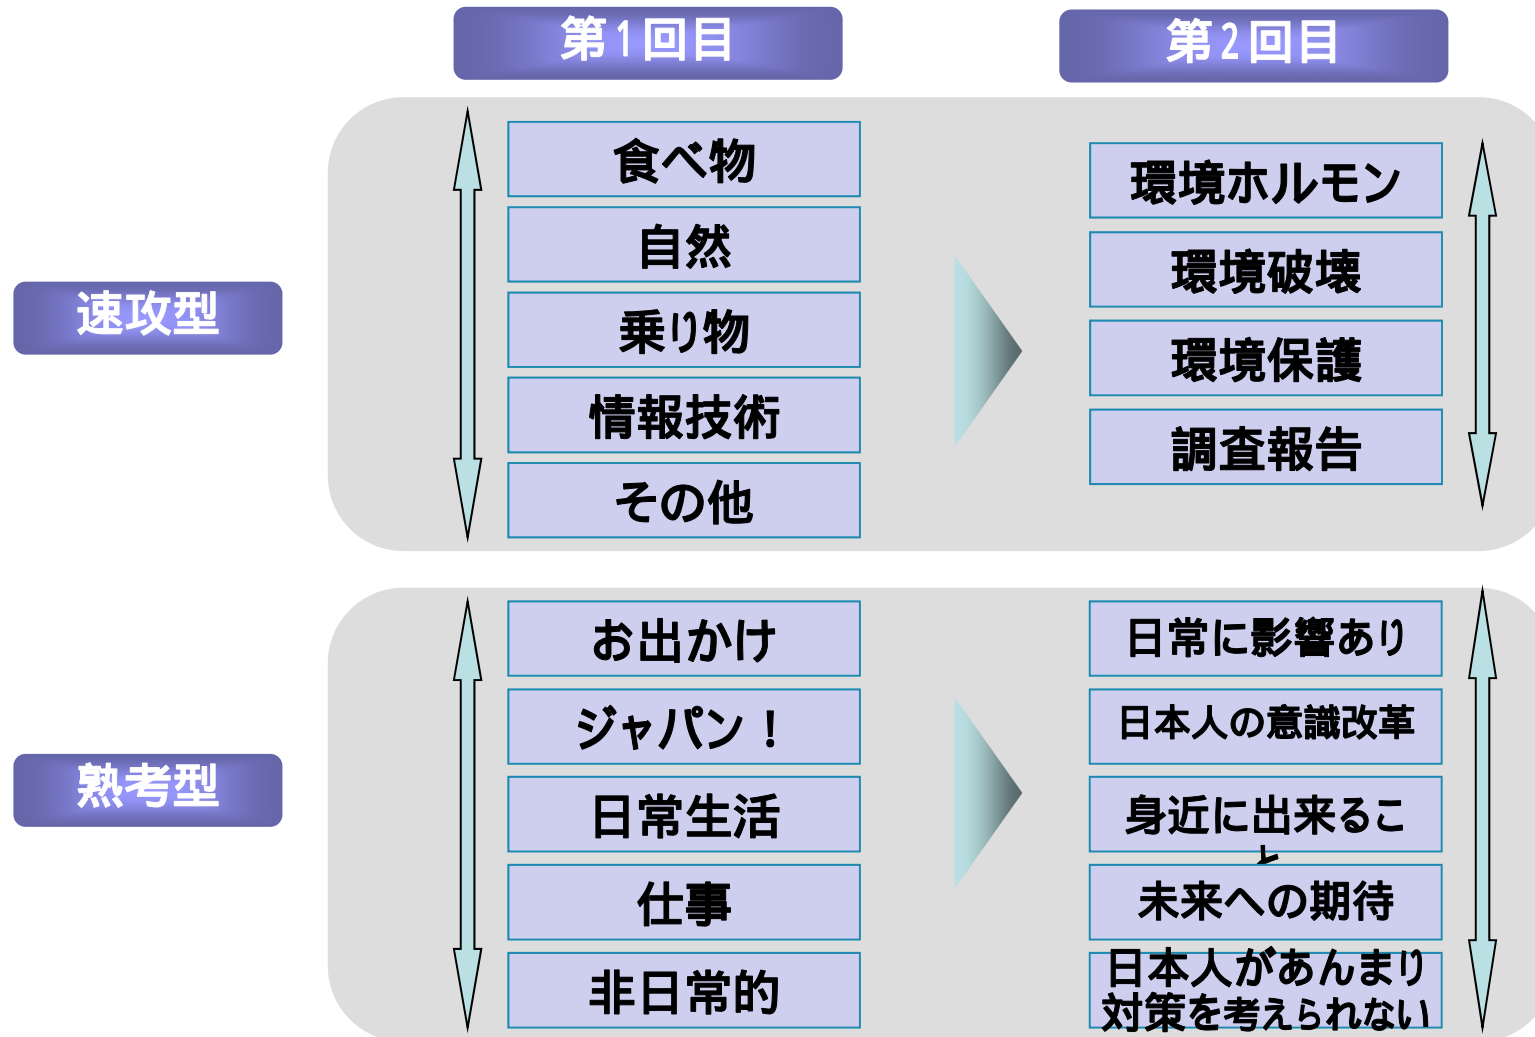 第1回目
第2回目
速攻型
食べ物
自然
乗り物
情報技術
その他
環境ホルモン
環境破壊
環境保護
調査報告
熟考型
お出かけ
ジャパン！
日常生活
仕事
非日常的
日常に影響あり
日本人の意識改革
身近に出来るこ
と
未来への期待
日本人があんまり
対策を考えられない